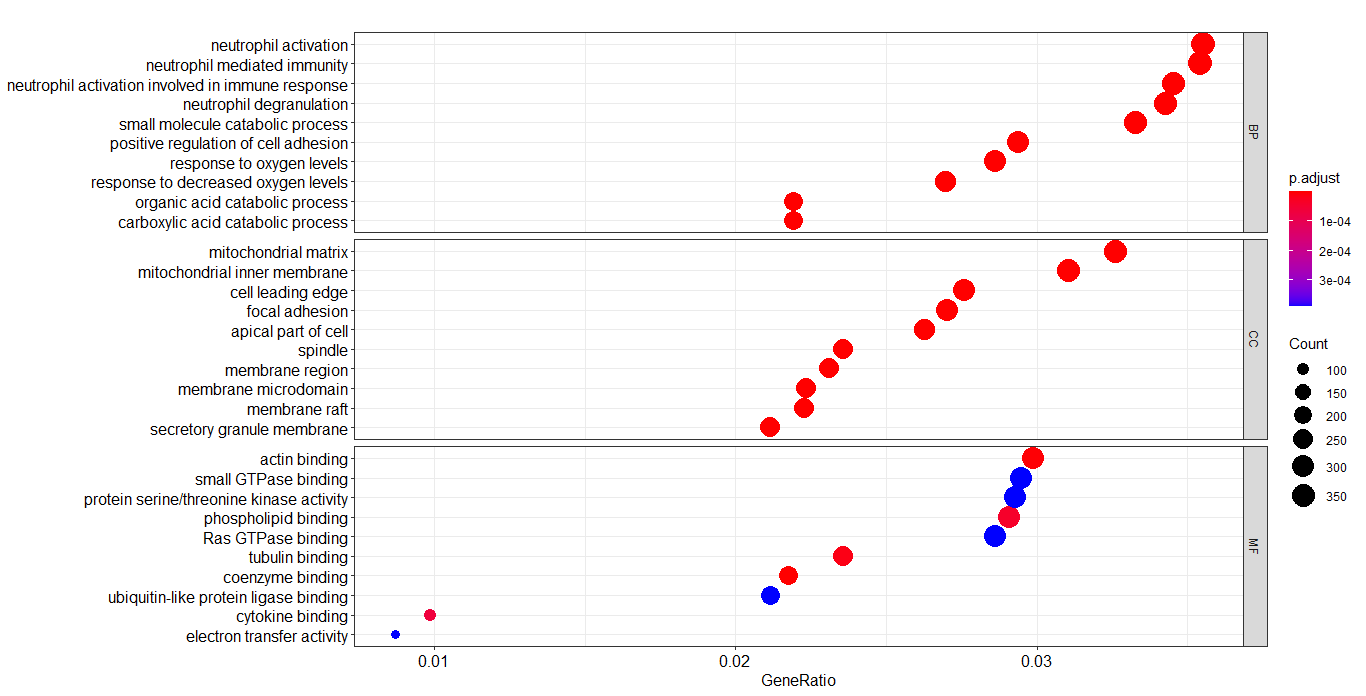 neutrophil activation
neutrophil mediated immunity
neutrophil activation involved in immune response
neutrophil degranulation
small molecule catabolic process
positive regulation of cell adhesion
response to oxygen levels
response to decreased oxygen levels
organic acid catabolic process
carboxylic acid catabolic process
BP
mitochondrial matrix
mitochondrial inner membrane
cell leading edge
focal adhesion
apical part of cell
spindle
membrane region
membrane microdomain
membrane raft
secretory granule membrane
CC
actin binding
small GTPase binding
protein serine/threonine kinase activity
phospholipid binding
Ras GTPase binding
tubulin binding
coenzyme binding
ubiquitin-like protein ligase binding
cytokine binding
electron transfer activity
MF
0.01 0.02 0.03
GeneRatio
p.adjust
1e-04
2e-04
3e-04
Count
100
150
200
250
300
350